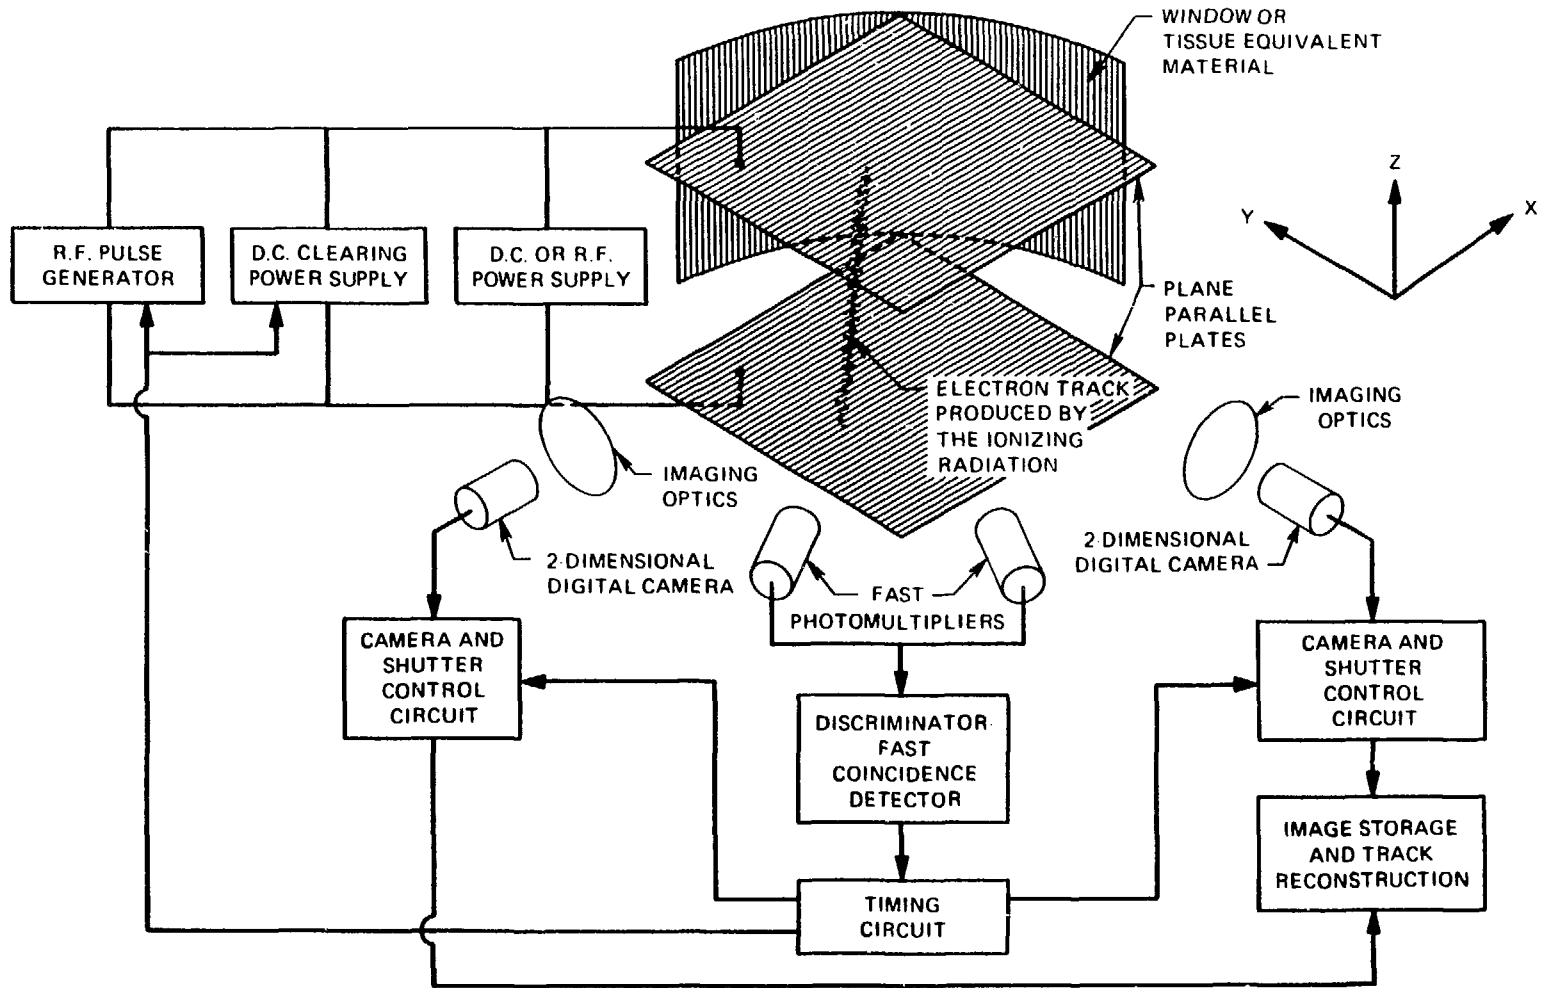 WINDOW OR
TISSUE EQUIVALENT
MATERIAL
Z
Y
X
R.F. PULSE
GENERATOR
D.C. CLEARING
POWER SUPPLY
D.C. OR R.F.
POWER SUPPLY
PLANE
PARALLEL
PLATES
ELECTRON TRACK
PRODUCED BY
THE IONIZING
RADIATION
IMAGING
OPTICS
IMAGING
OPTICS
2-DIMENSIONAL
DIGITAL CAMERA
2-DIMENSIONAL
DIGITAL CAMERA
FAST
PHOTOMULTIPLIERS
CAMERA AND
SHUTTER
CONTROL
CIRCUIT
CAMERA AND
SHUTTER
CONTROL
CIRCUIT
DISCRIMINATOR-
FAST
COINCIDENCE
DETECTOR
IMAGE STORAGE
AND TRACK
RECONSTRUCTION
TIMING
CIRCUIT